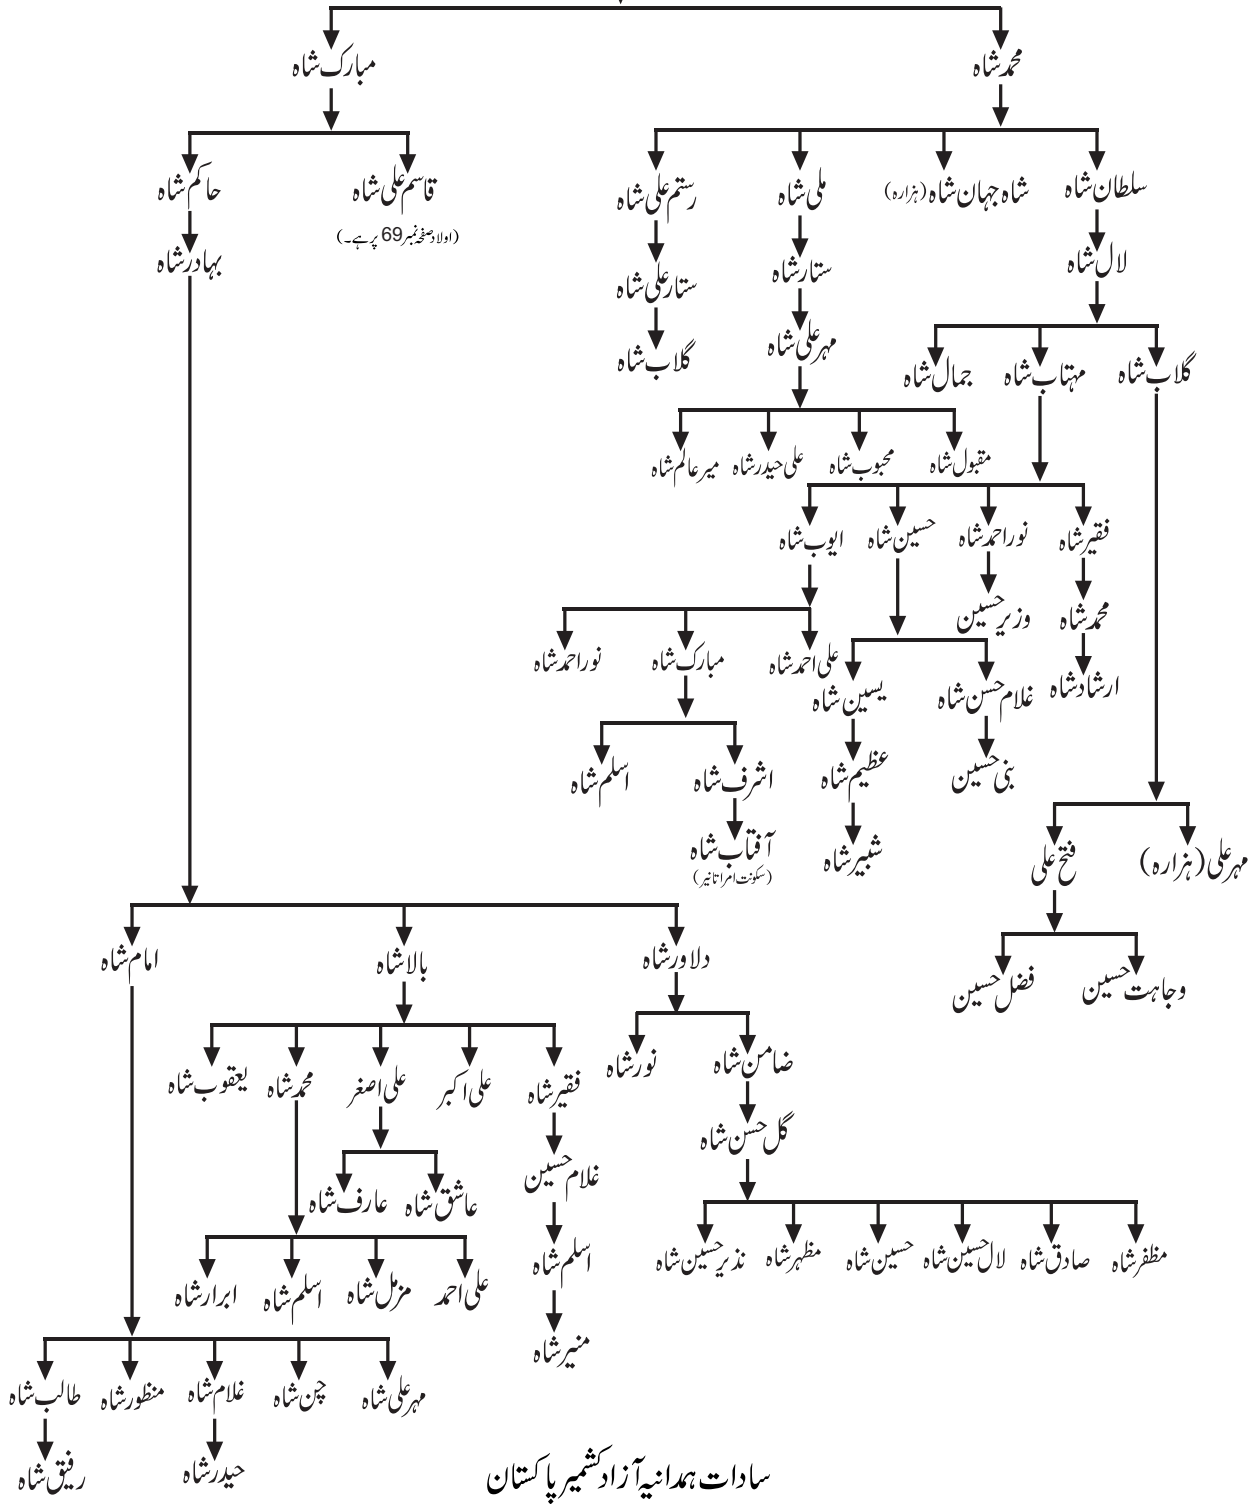 محمد شاہ
مبارک شاہ
سلطان شاہ
شاہ جہان شاہ (ہزارہ)
ملی شاہ
رستم علی شاہ
قاسم علی شاہ
حاکم شاہ
(اولاد صفحہ نمبر 69 پر ہے۔)
لال شاہ
ستار شاہ
ستار علی شاہ
بہادر شاہ
مہر علی شاہ
گلاب شاہ
گلاب شاہ
مہتاب شاہ
جمال شاہ
مقبول شاہ
محبوب شاہ
علی حیدر شاہ
میر عالم شاہ
فقیر شاہ
نور احمد شاہ
حسین شاہ
ایوب شاہ
محمد شاہ
وزیر حسین
علی احمد شاہ
مبارک شاہ
نور احمد شاہ
ارشاد شاہ
غلام حسن شاہ
یسین شاہ
بنی حسین
عظیم شاہ
اشرف شاہ
اسلم شاہ
مہر علی (ہزارہ)
فتح علی
شبیر شاہ
آفتاب شاہ
(سکونت امرا تانیر)
دلاور شاہ
بالا شاہ
امام شاہ
وجاہت حسین
فضل حسین
ضامن شاہ
نور شاہ
فقیر شاہ
علی اکبر
علی اصغر
محمد شاہ
یعقوب شاہ
گل حسن شاہ
غلام حسین
عاشق شاہ
عارف شاہ
مظفر شاہ
صادق شاہ
لال حسین شاہ
حسین شاہ
مظہر شاہ
نذیر حسین شاہ
اسلم شاہ
علی احمد
مزمل شاہ
اسلم شاہ
ابرار شاہ
منیر شاہ
مہر علی شاہ
چن شاہ
غلام شاہ
منظور شاہ
طالب شاہ
حیدر شاہ
رفیق شاہ
سادات ہمدانیہ آزاد کشمیر پاکستان